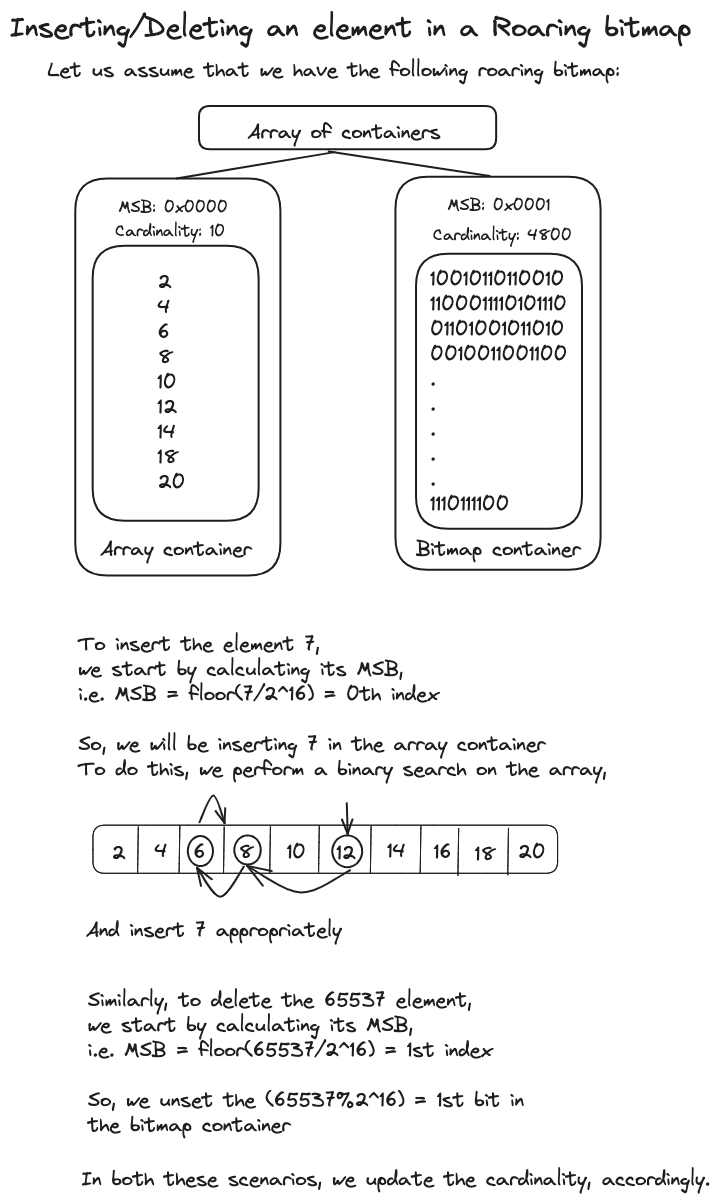 Inserting/Deleting an element in a Roaring bitmap
Let us assume that we have the following roaring bitmap:
Array of containers
MSB: 0x0000
Cardinality: 10
2
4
6
8
10
12
14
18
20
Array container
MSB: 0x0001
Cardinality: 4800
10010110110010
1100011110101110
01101001011010
0010011001100
.
.
.
.
.
1110111100
Bitmap container
To insert the element 7,
we start by calculating its MSB,
i.e. MSB = floor(7/2^16) = 0th index
So, we will be inserting 7 in the array container
To do this, we perform a binary search on the array,
2 4 6 8 10 12 14 16 18 20
And insert 7 appropriately
Similarly, to delete the 65537 element,
we start by calculating its MSB,
i.e. MSB = floor(65537/2^16) = 1st index
So, we unset the (65537%2^16) = 1st bit in
the bitmap container
In both these scenarios, we update the cardinality, accordingly.